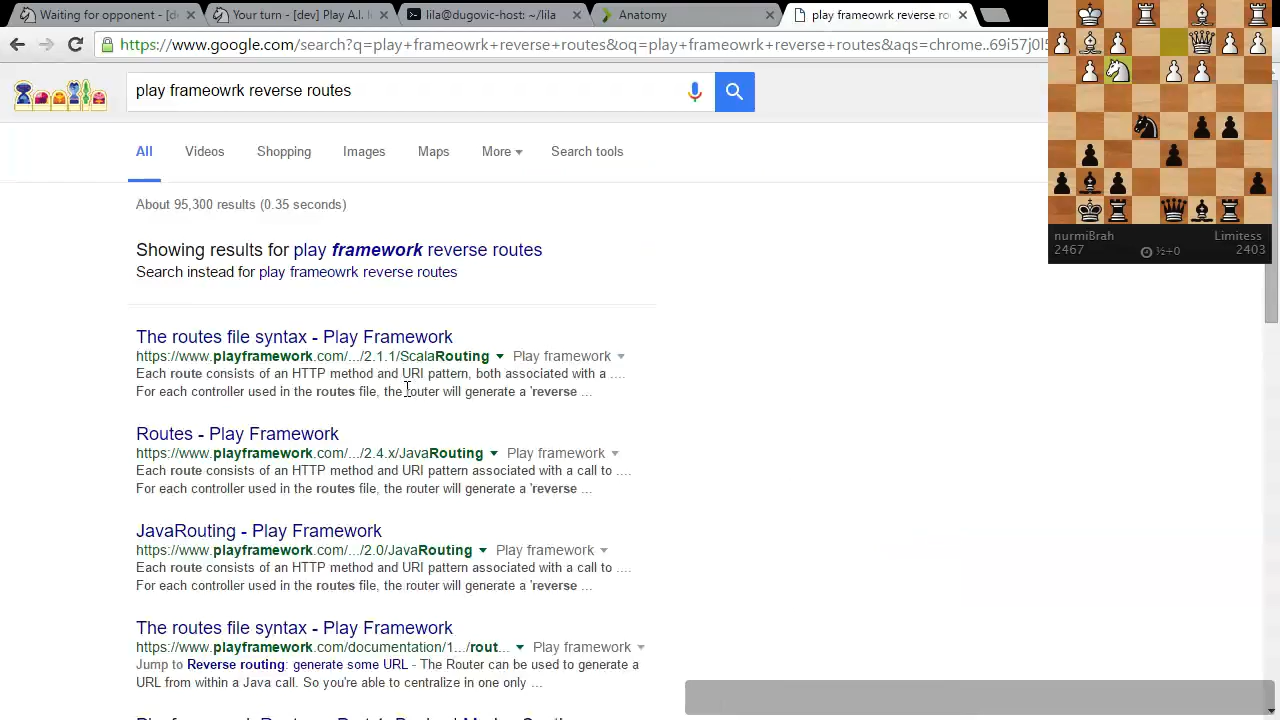 Waiting for opponent - [d
Your turn - [dev] Play A.I. l
lila@dugovic-host: ~/lila
Anatomy
play frameowrk reverse ro
https://www.google.com/search?q=play+frameowrk+reverse+routes&oq=play+frameowrk+reverse+routes&aqs=chrome..69i57j0l5
play frameowrk reverse routes
All
Videos
Shopping
Images
Maps
More
Search tools
About 95,300 results (0.35 seconds)
Showing results for play framework reverse routes
Search instead for play frameowrk reverse routes
The routes file syntax - Play Framework
https://www.playframework.com/.../2.1.1/ScalaRouting Play framework
Each route consists of an HTTP method and URI pattern, both associated with a ....
For each controller used in the routes file, the router will generate a 'reverse ...
Routes - Play Framework
https://www.playframework.com/.../2.4.x/JavaRouting Play framework
Each route consists of an HTTP method and URI pattern associated with a call to ....
For each controller used in the routes file, the router will generate a 'reverse ...
JavaRouting - Play Framework
https://www.playframework.com/.../2.0/JavaRouting Play framework
Each route consists of an HTTP method and URI pattern associated with a call to ....
For each controller used in the routes file, the router will generate a 'reverse ...
The routes file syntax - Play Framework
https://www.playframework.com/documentation/1.../rout... Play framework
Jump to Reverse routing: generate some URL - The Router can be used to generate a
URL from within a Java call. So you're able to centralize in one only ...
nurmiBrah
2467
½+0
Limitess
2403